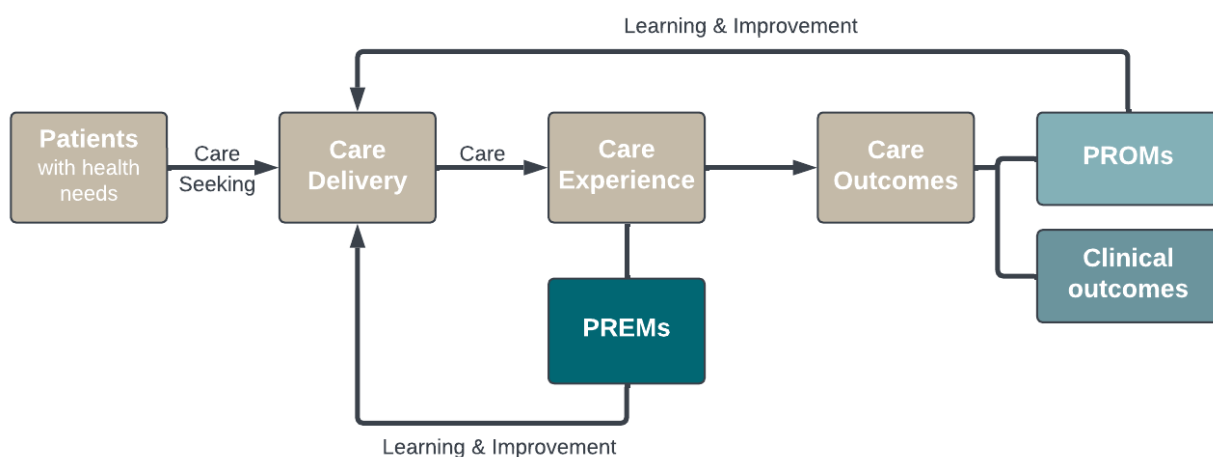 Learning & Improvement
Patients
with health
needs
Care
Seeking
Care
Delivery
Care
Care
Experience
Care
Outcomes
PROMs
Clinical
outcomes
PREMs
Learning & Improvement